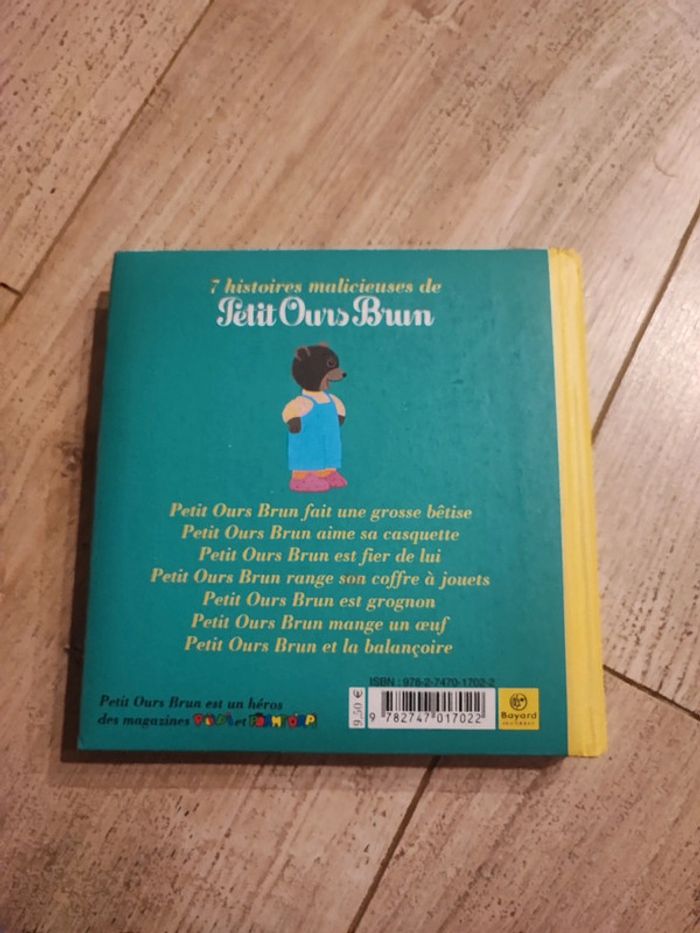 7 histoires malicieuses de
Petit Ours Brun
Petit Ours Brun fait une grosse bêtise
Petit Ours Brun aime sa casquette
Petit Ours Brun est fier de lui
Petit Ours Brun range son coffre à jouets
Petit Ours Brun est grognon
Petit Ours Brun mange un œuf
Petit Ours Brun et la balançoire
ISBN : 978-2-7470-1702-2
Petit Ours Brun est un héros
des magazines et
9,50 €
9 782747 017022
Bayard